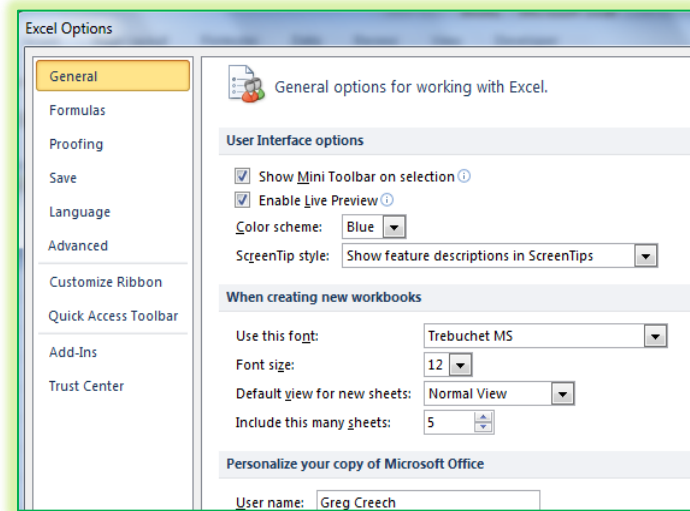 Excel Options
General
Formulas
Proofing
Save
Language
Advanced
Customize Ribbon
Quick Access Toolbar
Add-Ins
Trust Center
General options for working with Excel.
User Interface options
Show Mini Toolbar on selection
Enable Live Preview
Color scheme: Blue
ScreenTip style: Show feature descriptions in ScreenTips
When creating new workbooks
Use this font: Trebuchet MS
Font size: 12
Default view for new sheets: Normal View
Include this many sheets: 5
Personalize your copy of Microsoft Office
User name: Greg Creech